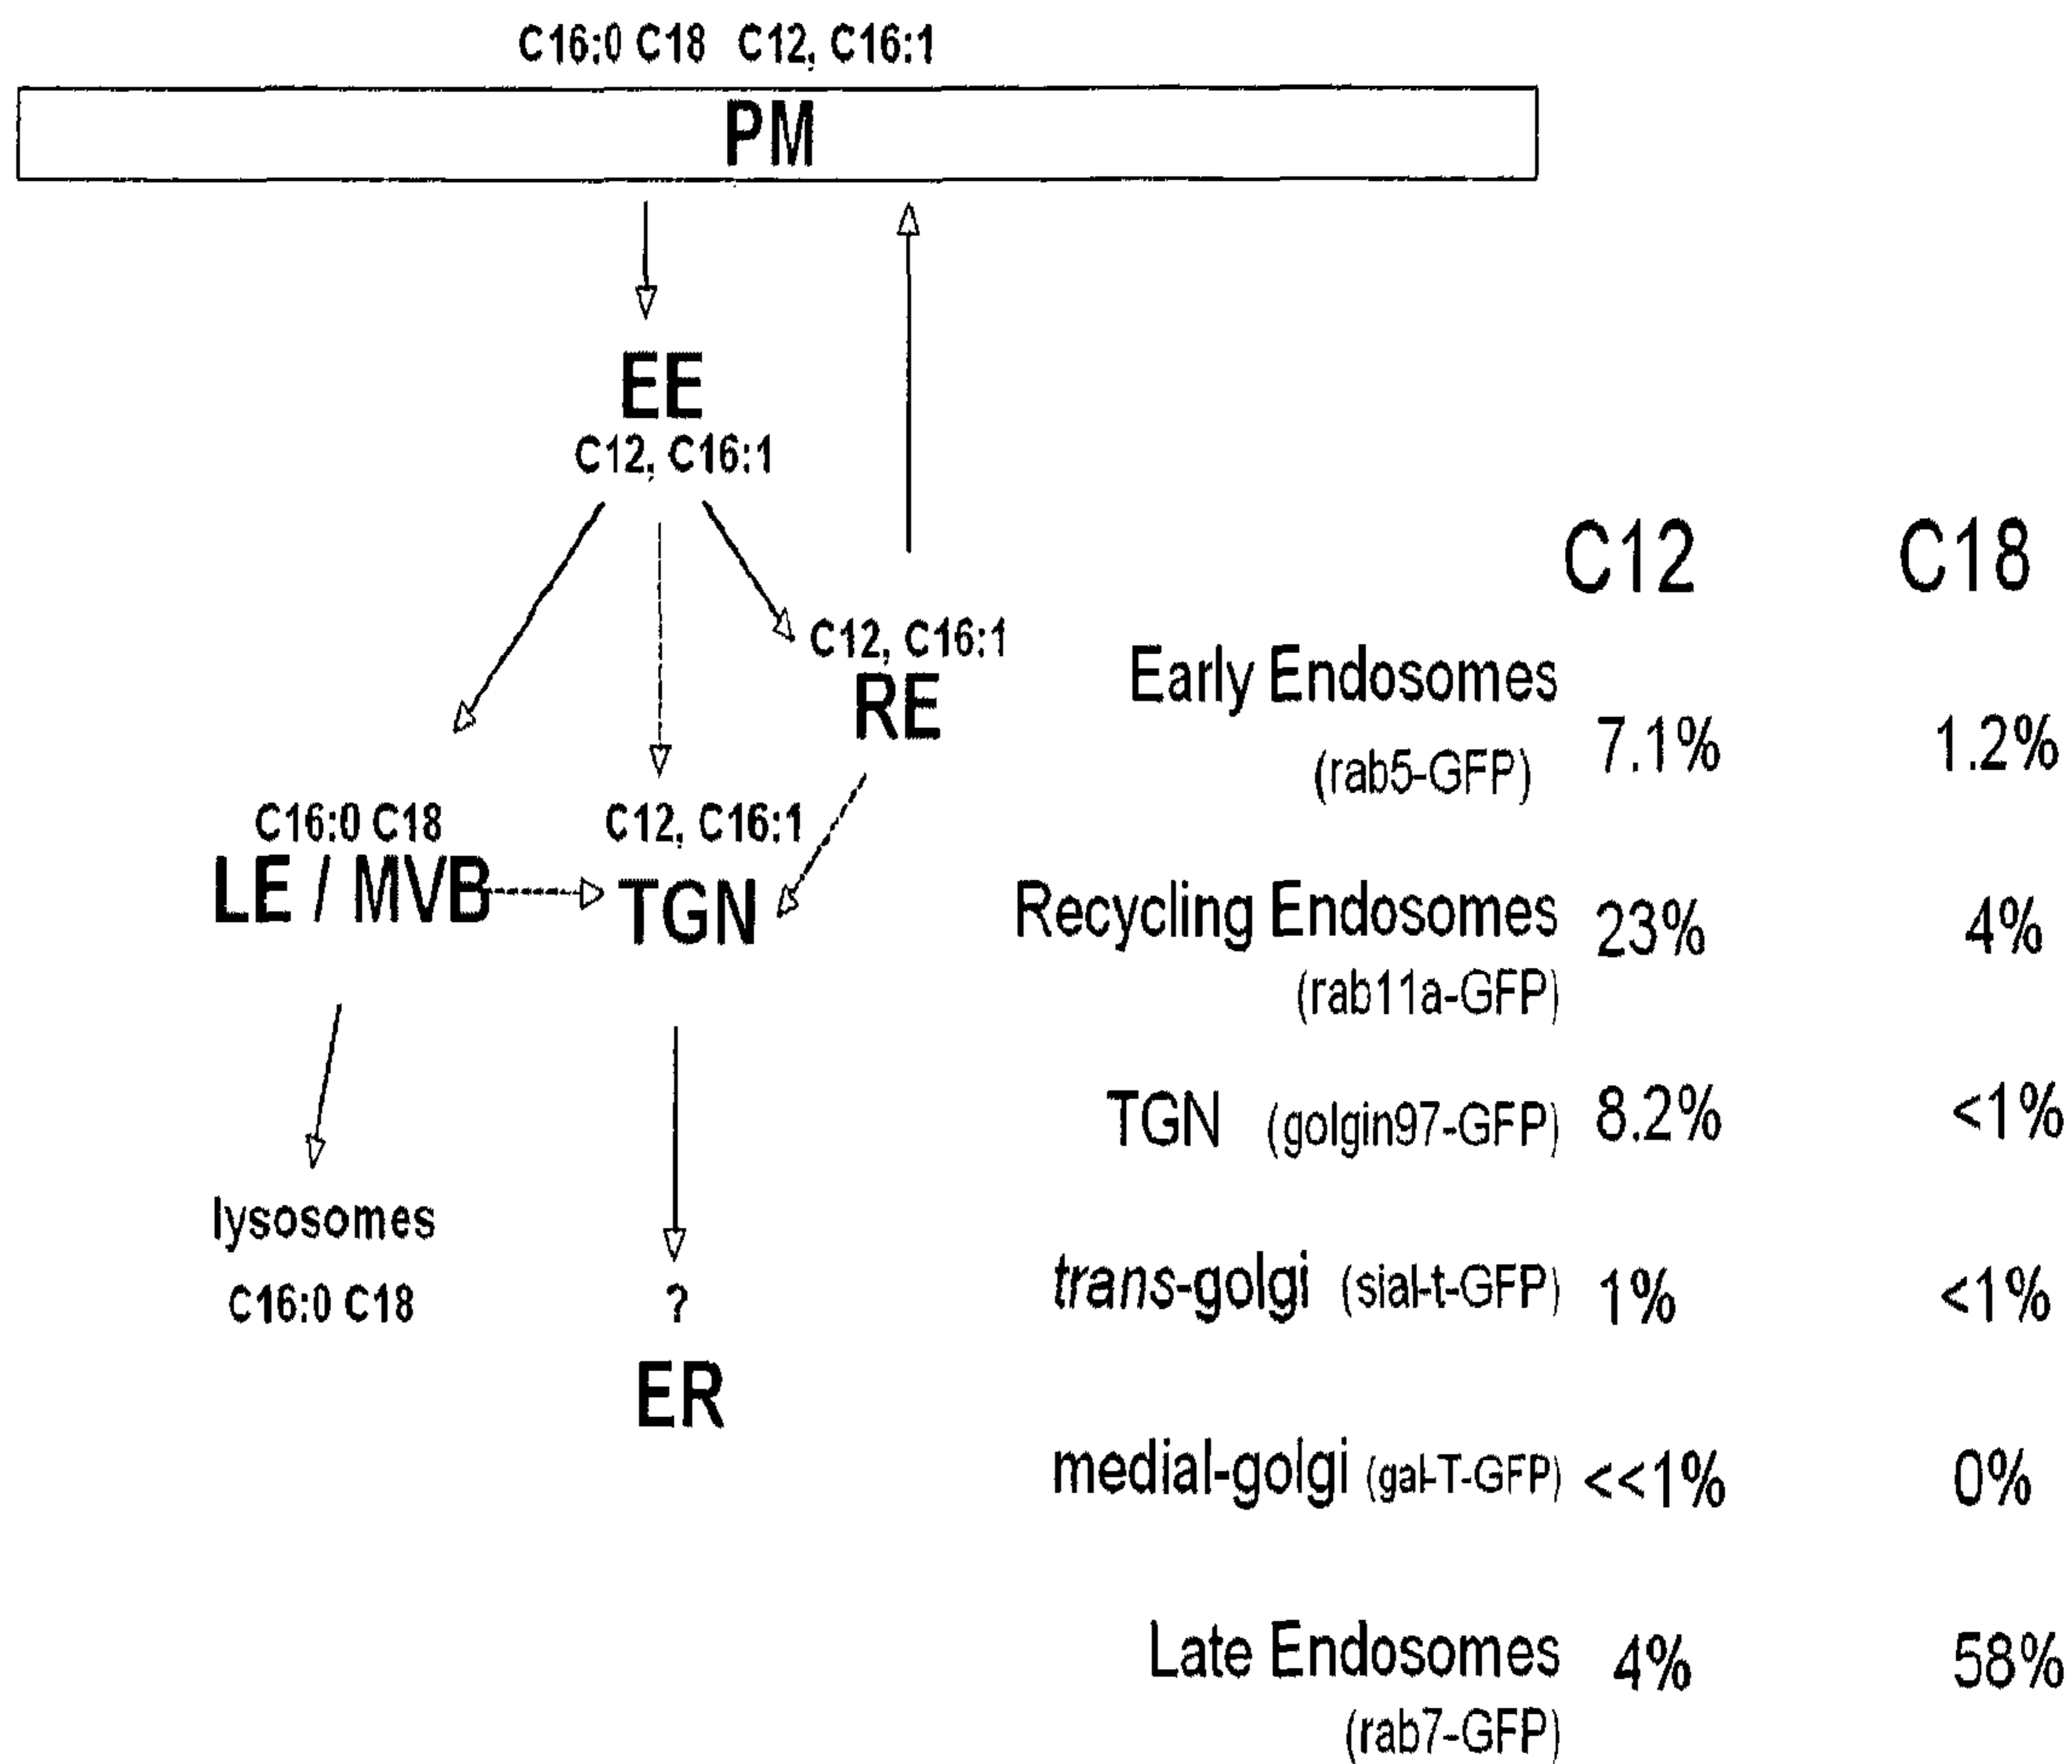 C16:0 C18 C12, C16:1
PM
EE
C12, C16:1
C12, C16:1
RE
C16:0 C18
LE / MVB
C12, C16:1
TGN
lysosomes
C16:0 C18
?
ER
C12 C18
Early Endosomes
(rab5-GFP) 7.1% 1.2%
Recycling Endosomes 23% 4%
(rab11a-GFP)
TGN (golgin97-GFP) 8.2% <1%
trans-golgi (sial-t-GFP) 1% <1%
medial-golgi (gal-T-GFP) <<1% 0%
Late Endosomes 4% 58%
(rab7-GFP)